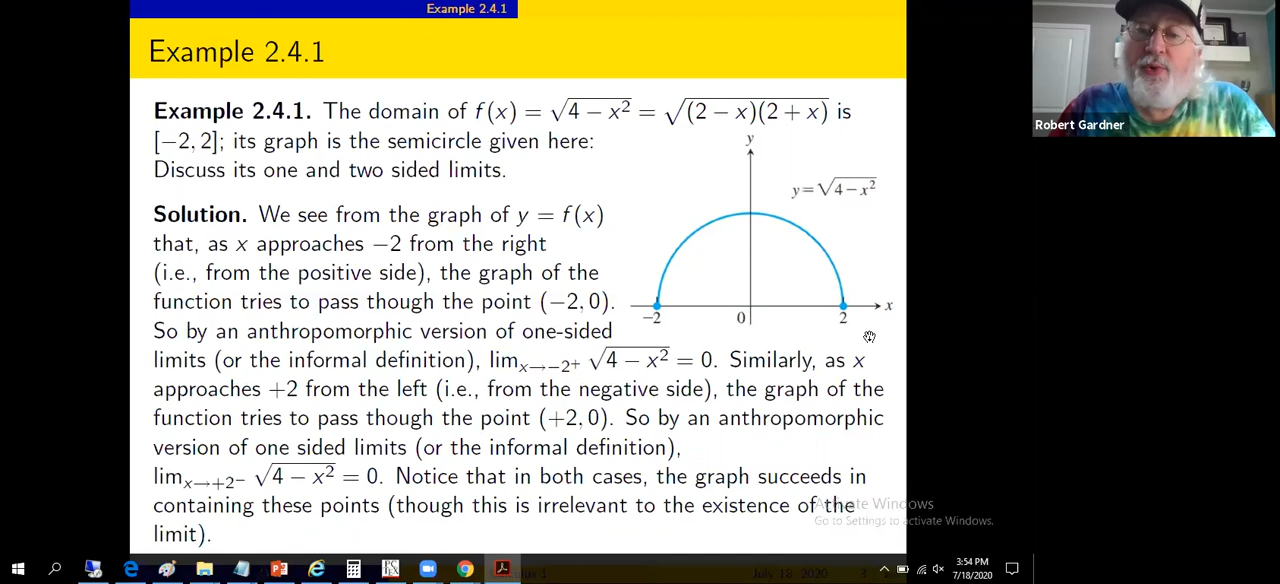 Example 2.4.1
Example 2.4.1
Example 2.4.1. The domain of f(x) = √(4 − x²) = √((2 − x)(2 + x)) is
[−2, 2]; its graph is the semicircle given here:
Discuss its one and two sided limits.
Solution. We see from the graph of y = f(x)
that, as x approaches −2 from the right
(i.e., from the positive side), the graph of the
function tries to pass though the point (−2, 0).
So by an anthropomorphic version of one-sided
limits (or the informal definition), lim x→−2⁺ √(4 − x²) = 0. Similarly, as x
approaches +2 from the left (i.e., from the negative side), the graph of the
function tries to pass though the point (+2, 0). So by an anthropomorphic
version of one sided limits (or the informal definition),
lim x→+2⁻ √(4 − x²) = 0. Notice that in both cases, the graph succeeds in
containing these points (though this is irrelevant to the existence of the
limit).
y
y = √(4 − x²)
x
−2
0
2
Robert Gardner
Activate Windows
Go to Settings to activate Windows.
July 18, 2020
3:54 PM
7/18/2020